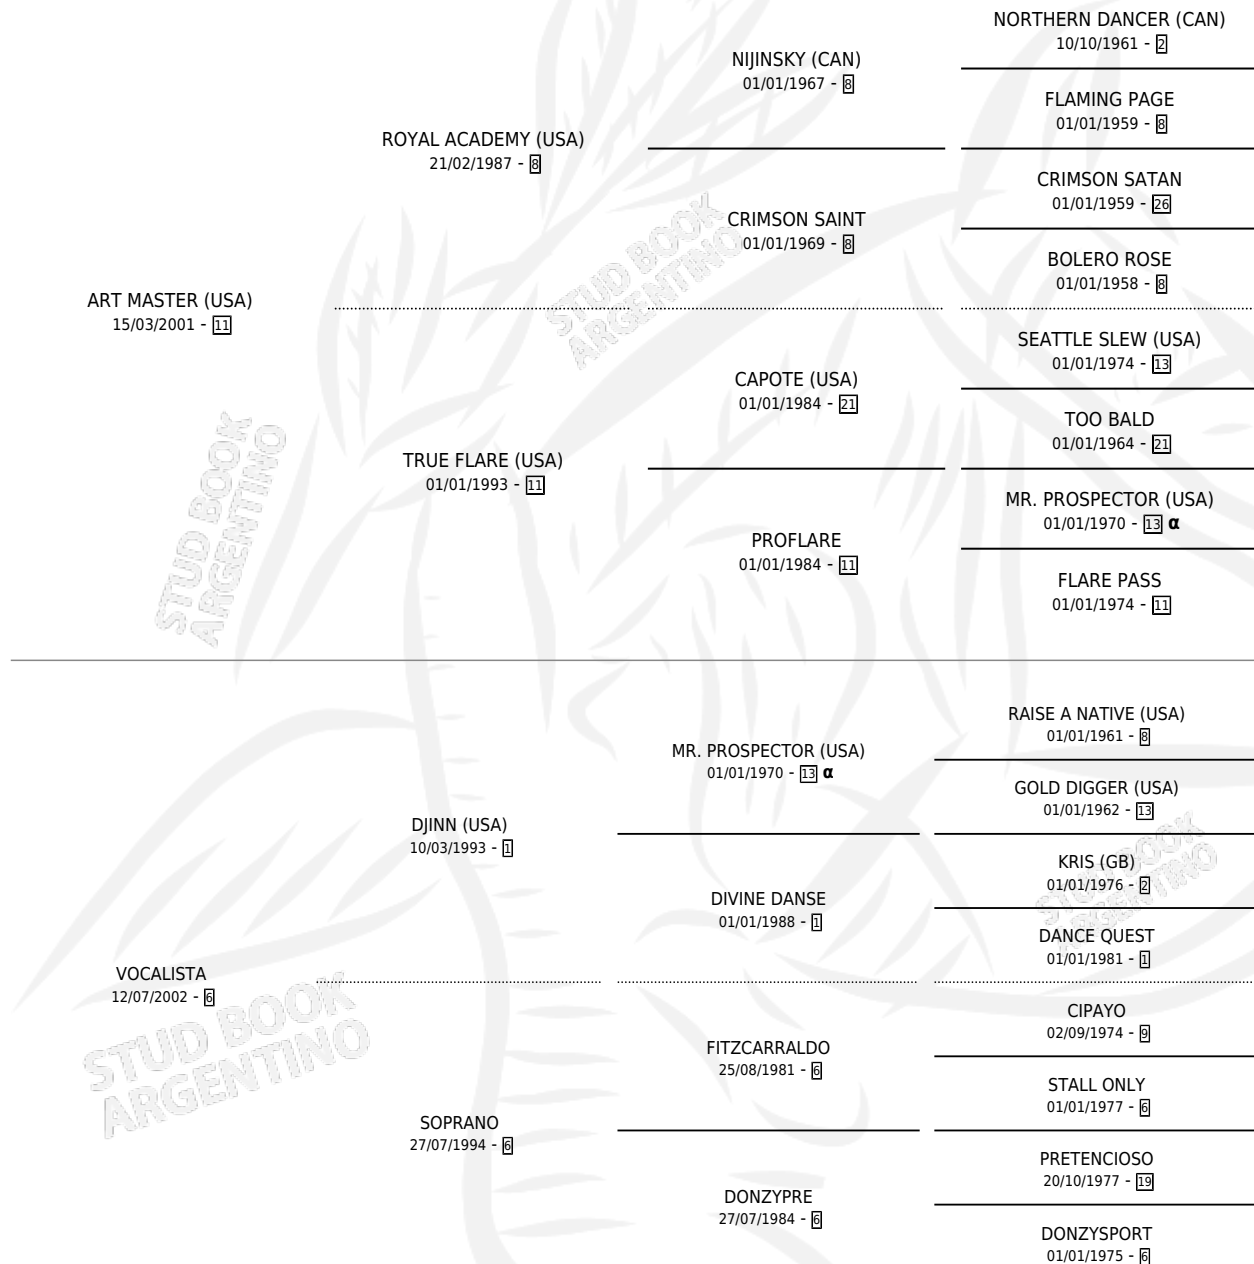 NORTHERN DANCER (CAN)
10/10/1961 - 2
NIJINSKY (CAN)
01/01/1967 - 8
FLAMING PAGE
01/01/1959 - 8
ROYAL ACADEMY (USA)
21/02/1987 - 8
CRIMSON SATAN
01/01/1959 - 26
CRIMSON SAINT
01/01/1969 - 8
BOLERO ROSE
01/01/1958 - 8
ART MASTER (USA)
15/03/2001 - 11
SEATTLE SLEW (USA)
01/01/1974 - 13
CAPOTE (USA)
01/01/1984 - 21
TOO BALD
01/01/1964 - 21
TRUE FLARE (USA)
01/01/1993 - 11
MR. PROSPECTOR (USA)
01/01/1970 - 13 α
PROFLARE
01/01/1984 - 11
FLARE PASS
01/01/1974 - 11
RAISE A NATIVE (USA)
01/01/1961 - 8
MR. PROSPECTOR (USA)
01/01/1970 - 13 α
GOLD DIGGER (USA)
01/01/1962 - 13
DJINN (USA)
10/03/1993 - 1
KRIS (GB)
01/01/1976 - 2
DIVINE DANSE
01/01/1988 - 1
DANCE QUEST
01/01/1981 - 1
VOCALISTA
12/07/2002 - 6
CIPAYO
02/09/1974 - 9
FITZCARRALDO
25/08/1981 - 6
STALL ONLY
01/01/1977 - 6
SOPRANO
27/07/1994 - 6
PRETENCIOSO
20/10/1977 - 19
DONZYPRE
27/07/1984 - 6
DONZYSPORT
01/01/1975 - 6
STUD BOOK
ARGENTINO
STUD BOOK
ARGENTINO
STUD BOOK
ARGENTINO
STUD BOOK
ARGENTINO